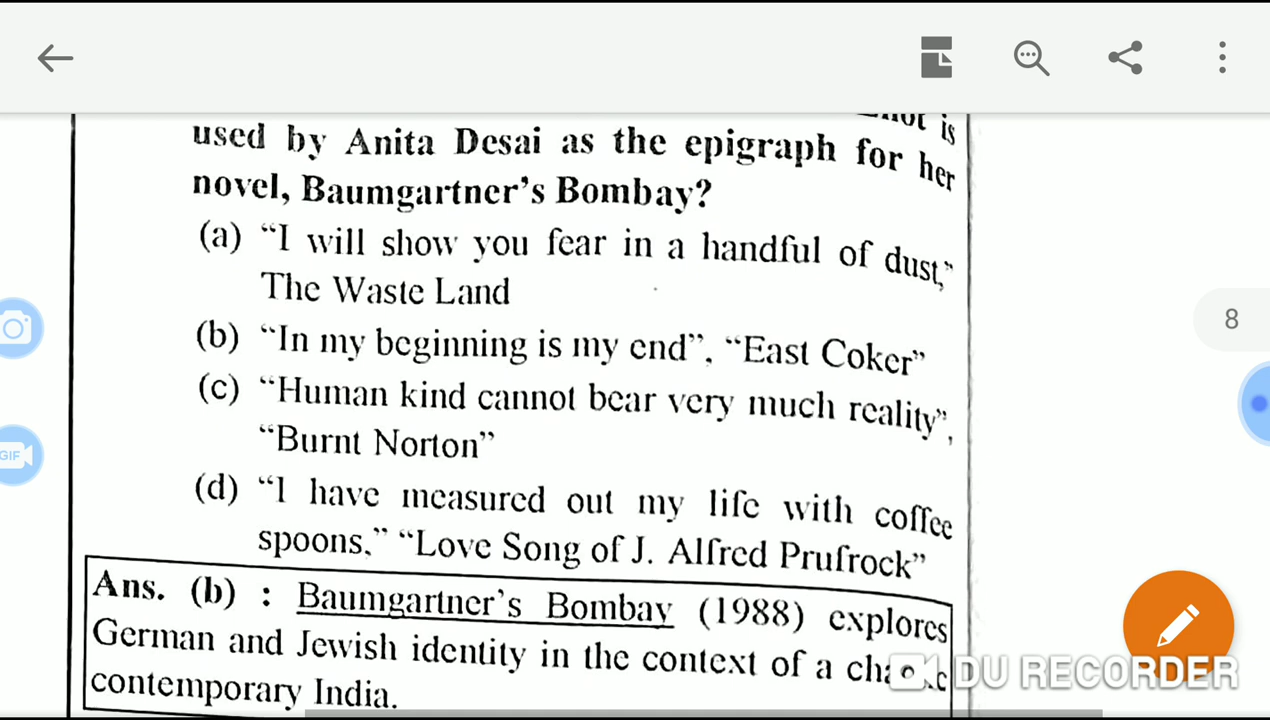 is
used by Anita Desai as the epigraph for her
novel, Baumgartner's Bombay?
(a) “I will show you fear in a handful of dust,”
The Waste Land
(b) “In my beginning is my end”, “East Coker”
8
(c) “Human kind cannot bear very much reality”,
“Burnt Norton”
GIF
(d) “I have measured out my life with coffee
spoons,” “Love Song of J. Alfred Prufrock”
Ans. (b) : Baumgartner's Bombay (1988) explores
German and Jewish identity in the context of a
DU RECORDER
contemporary India.